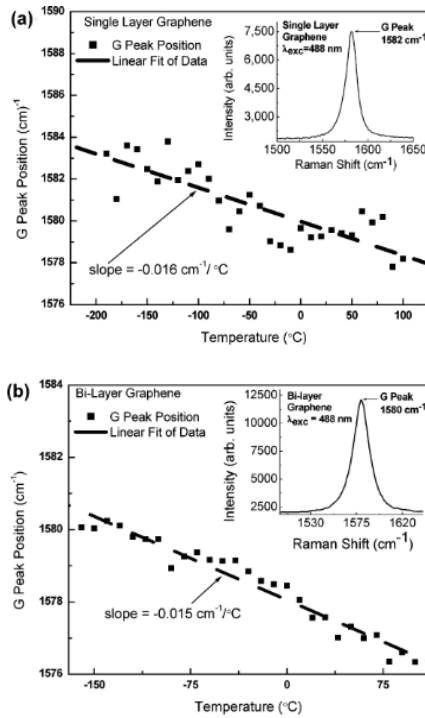 (a)
Single Layer Graphene
G Peak Position
Linear Fit of Data
slope = -0.016 cm⁻¹/ °C
G Peak Position (cm)⁻¹
1590
1588
1586
1584
1582
1580
1578
1576
-200 -150 -100 -50 0 50 100
Temperature (°C)
Single Layer
Graphene
λexc=488 nm
G Peak
1582 cm⁻¹
Intensity (arb. units)
7,500
6,000
4,500
3,000
1500 1550 1600 1650
Raman Shift (cm⁻¹)
(b)
Bi-Layer Graphene
G Peak Position
Linear Fit of Data
slope = -0.015 cm⁻¹/°C
G Peak Position (cm⁻¹)
1584
1582
1580
1578
1576
-150 -75 0 75
Temperature (°C)
Bi-layer
Graphene
λexc = 488 nm
G Peak
1580 cm⁻¹
Intensity (arb. units)
12500
10000
7500
5000
2500
1530 1575 1620
Raman Shift (cm⁻¹)